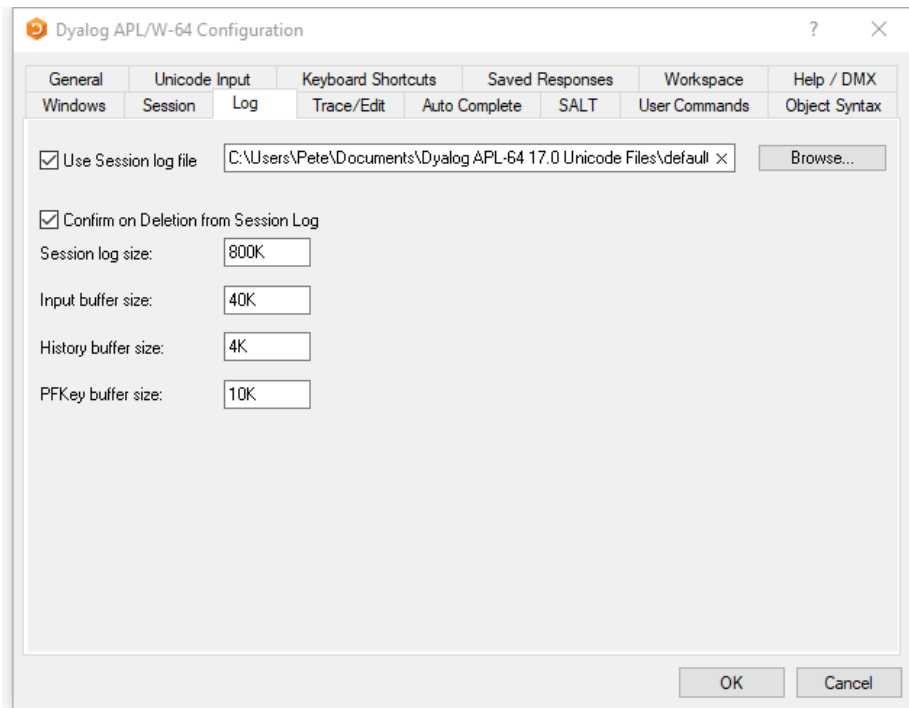 Dyalog APL/W-64 Configuration ?
General Unicode Input Keyboard Shortcuts Saved Responses Workspace Help / DMX
Windows Session Log Trace/Edit Auto Complete SALT User Commands Object Syntax
Use Session log file C:\Users\Pete\Documents\Dyalog APL-64 17.0 Unicode Files\default Browse...
Confirm on Deletion from Session Log
Session log size: 800K
Input buffer size: 40K
History buffer size: 4K
PFKey buffer size: 10K
OK Cancel